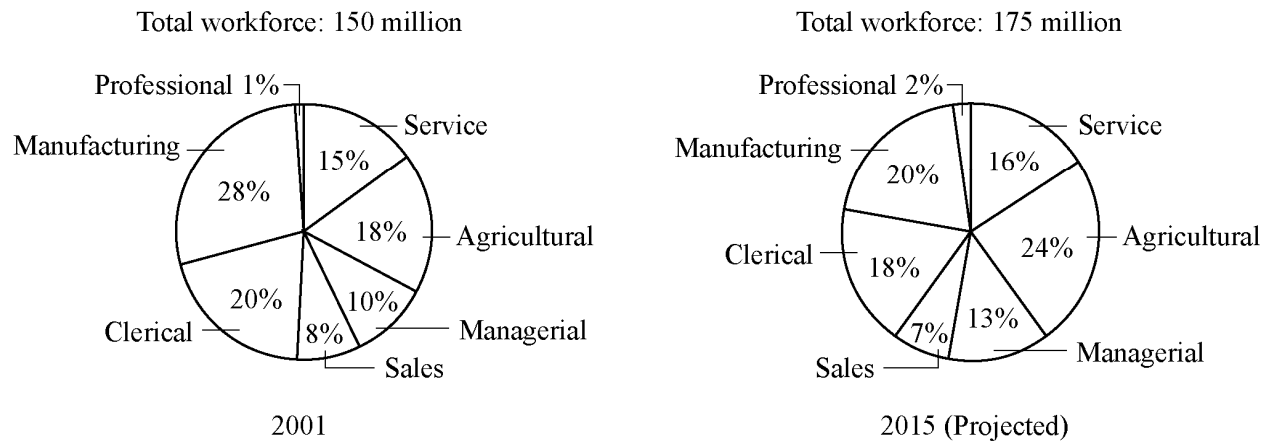 Total workforce: 150 million
Professional 1%
Service
Manufacturing
15%
28%
18%
Agricultural
20%
10%
Clerical
8%
Managerial
Sales
2001
Total workforce: 175 million
Professional 2%
Service
Manufacturing
16%
20%
Agricultural
24%
Clerical
18%
13%
7%
Managerial
Sales
2015 (Projected)